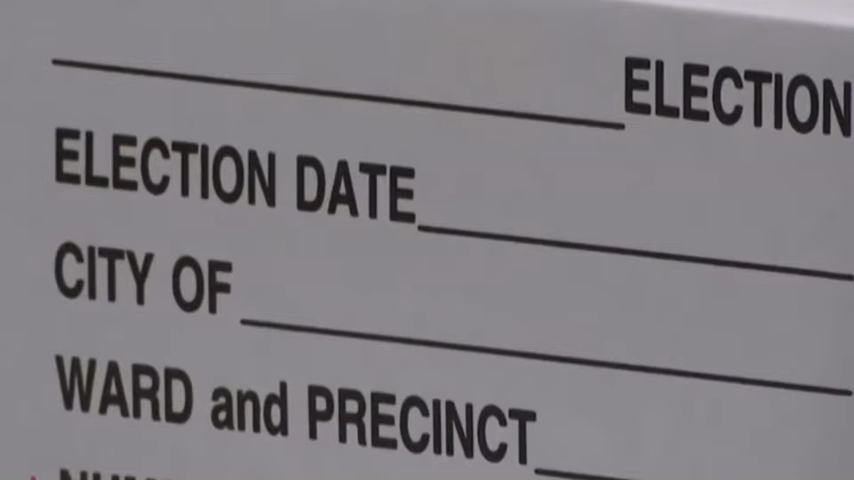 ELECTION
ELECTION DATE
CITY OF
WARD and PRECINCT